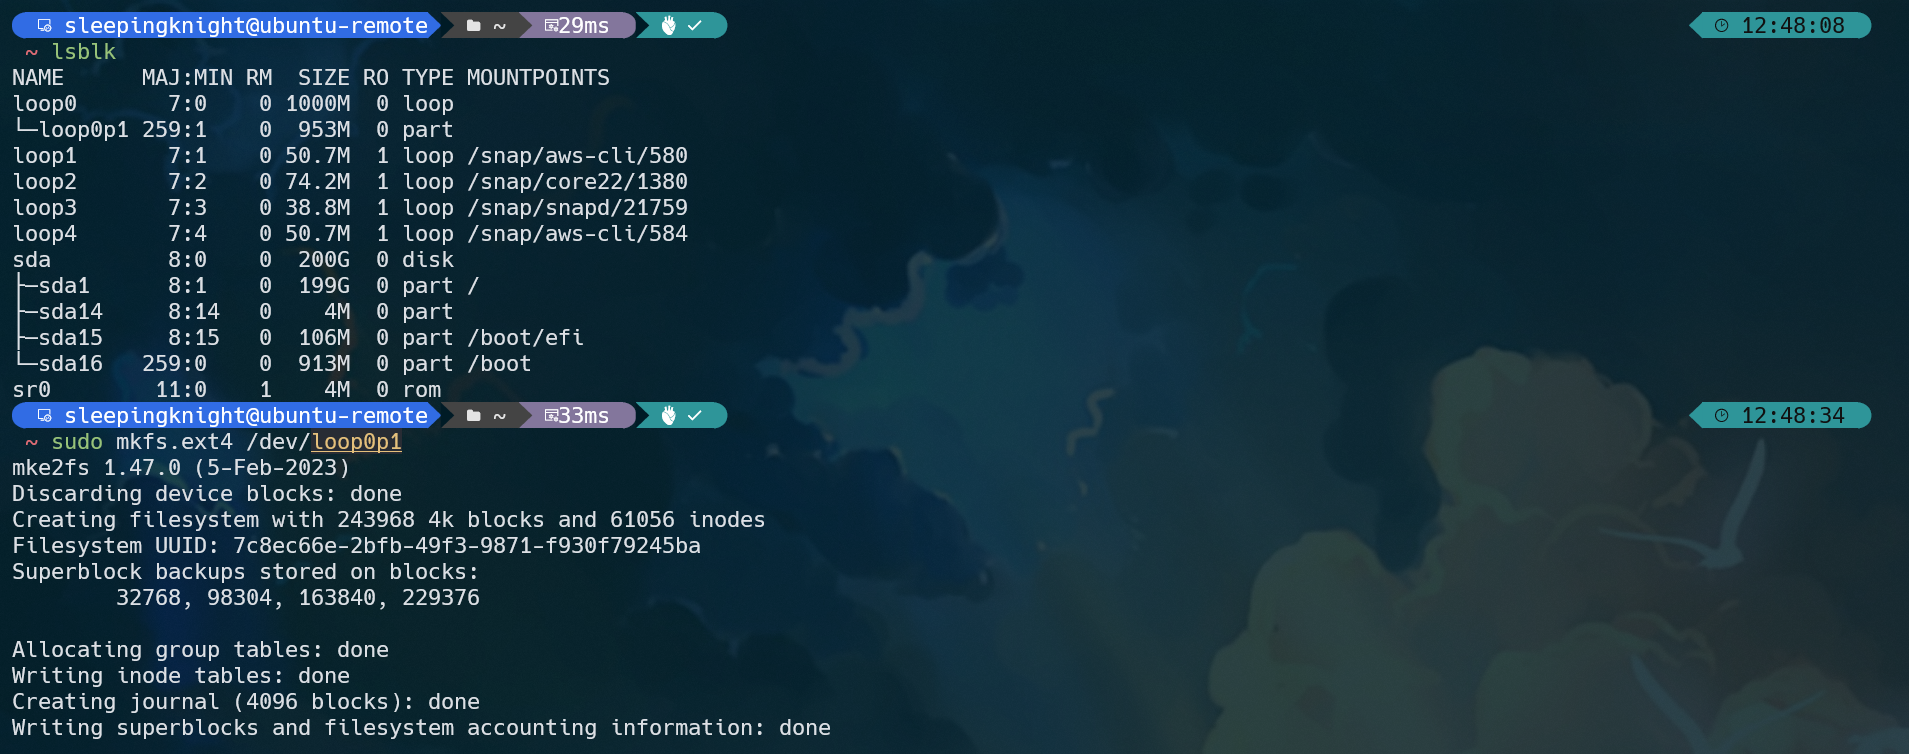 sleepingknight@ubuntu-remote ~ 29ms 12:48:08
~ lsblk
NAME MAJ:MIN RM SIZE RO TYPE MOUNTPOINTS
loop0 7:0 0 1000M 0 loop
└─loop0p1 259:1 0 953M 0 part
loop1 7:1 0 50.7M 1 loop /snap/aws-cli/580
loop2 7:2 0 74.2M 1 loop /snap/core22/1380
loop3 7:3 0 38.8M 1 loop /snap/snapd/21759
loop4 7:4 0 50.7M 1 loop /snap/aws-cli/584
sda 8:0 0 200G 0 disk
├─sda1 8:1 0 199G 0 part /
├─sda14 8:14 0 4M 0 part
├─sda15 8:15 0 106M 0 part /boot/efi
└─sda16 259:0 0 913M 0 part /boot
sr0 11:0 1 4M 0 rom
sleepingknight@ubuntu-remote ~ 33ms 12:48:34
~ sudo mkfs.ext4 /dev/loop0p1
mke2fs 1.47.0 (5-Feb-2023)
Discarding device blocks: done
Creating filesystem with 243968 4k blocks and 61056 inodes
Filesystem UUID: 7c8ec66e-2bfb-49f3-9871-f930f79245ba
Superblock backups stored on blocks:
32768, 98304, 163840, 229376
Allocating group tables: done
Writing inode tables: done
Creating journal (4096 blocks): done
Writing superblocks and filesystem accounting information: done